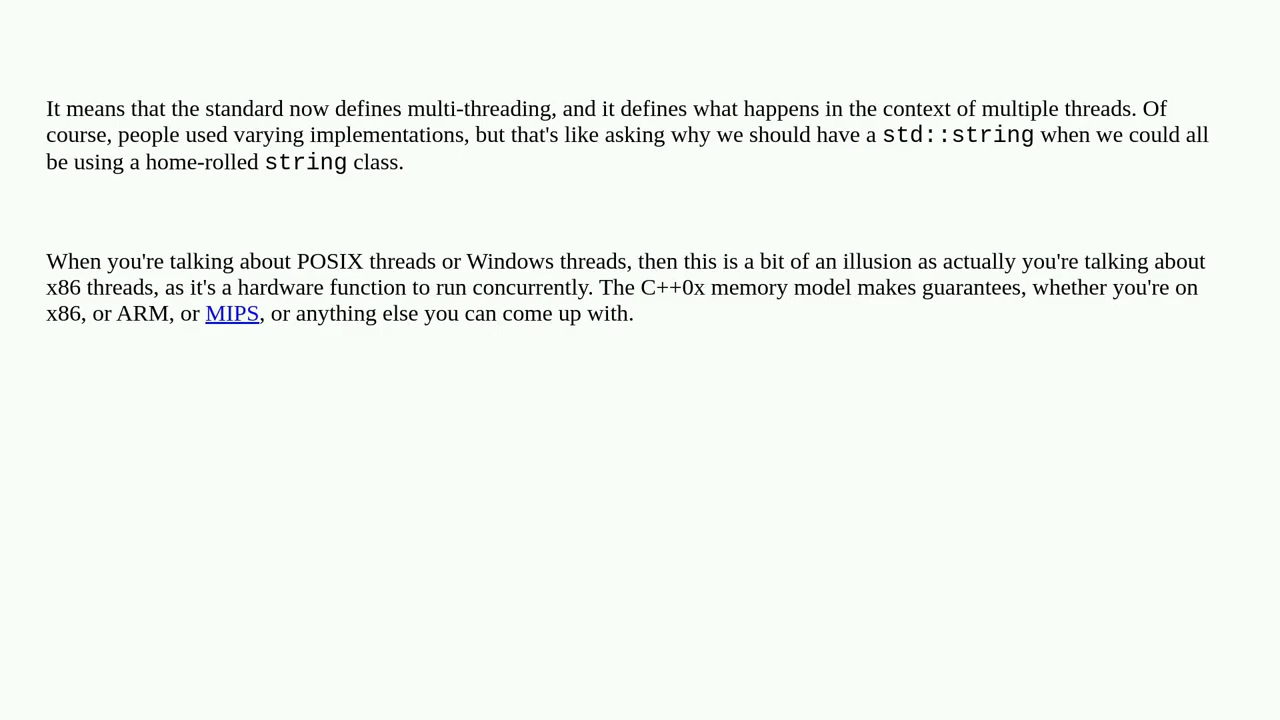 It means that the standard now defines multi-threading, and it defines what happens in the context of multiple threads. Of
course, people used varying implementations, but that's like asking why we should have a std::string when we could all
be using a home-rolled string class.
When you're talking about POSIX threads or Windows threads, then this is a bit of an illusion as actually you're talking about
x86 threads, as it's a hardware function to run concurrently. The C++0x memory model makes guarantees, whether you're on
x86, or ARM, or MIPS, or anything else you can come up with.